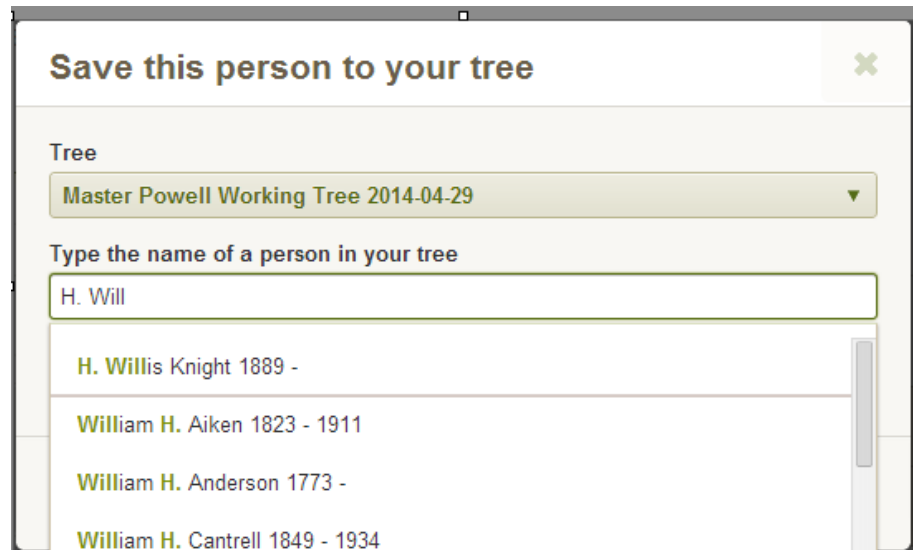 Save this person to your tree
Tree
Master Powell Working Tree 2014-04-29
Type the name of a person in your tree
H. Will
H. Willis Knight 1889 -
William H. Aiken 1823 - 1911
William H. Anderson 1773 -
William H. Cantrell 1849 - 1934